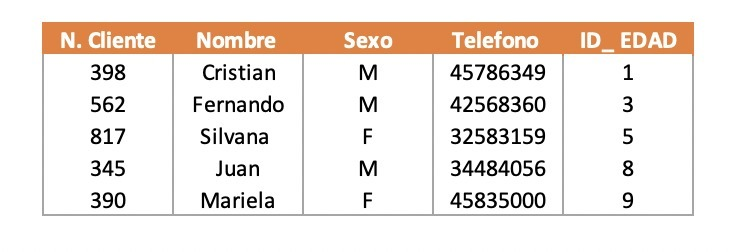 N. Cliente Nombre Sexo Telefono ID_ EDAD
398 Cristian M 45786349 1
562 Fernando M 42568360 3
817 Silvana F 32583159 5
345 Juan M 34484056 8
390 Mariela F 45835000 9